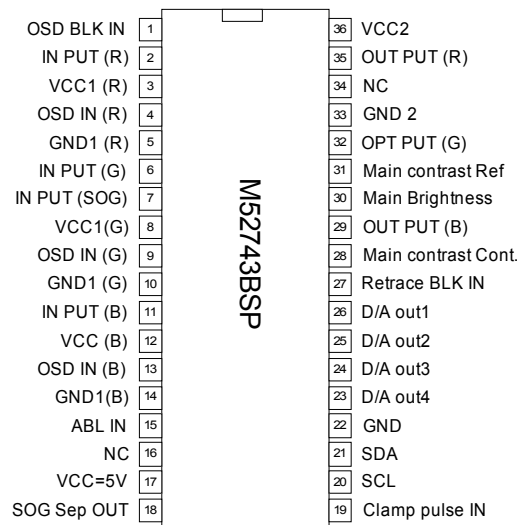 OSD BLK IN 1
IN PUT (R) 2
VCC1 (R) 3
OSD IN (R) 4
GND1 (R) 5
IN PUT (G) 6
IN PUT (SOG) 7
VCC1(G) 8
OSD IN (G) 9
GND1 (G) 10
IN PUT (B) 11
VCC (B) 12
OSD IN (B) 13
GND1(B) 14
ABL IN 15
NC 16
VCC=5V 17
SOG Sep OUT 18
M52743BSP
36 VCC2
35 OUT PUT (R)
34 NC
33 GND 2
32 OPT PUT (G)
31 Main contrast Ref
30 Main Brightness
29 OUT PUT (B)
28 Main contrast Cont.
27 Retrace BLK IN
26 D/A out1
25 D/A out2
24 D/A out3
23 D/A out4
22 GND
21 SDA
20 SCL
19 Clamp pulse IN